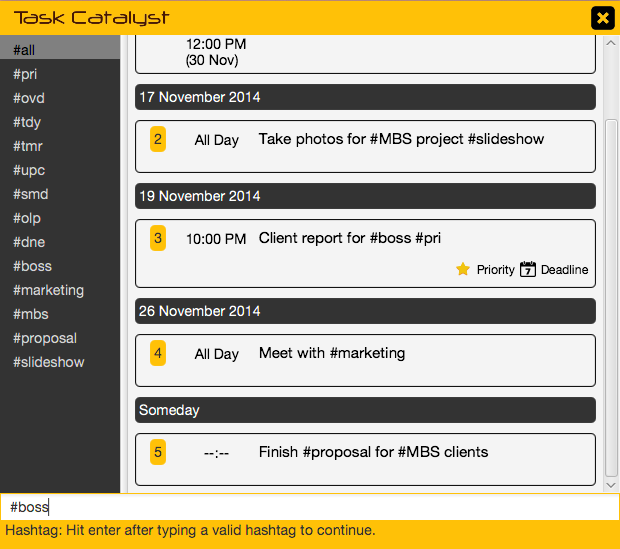 Task Catalyst
#all
#pri
#ovd
#tdy
#tmr
#upc
#smd
#olp
#dne
#boss
#marketing
#mbs
#proposal
#slideshow
12:00 PM
(30 Nov)
17 November 2014
2 All Day Take photos for #MBS project #slideshow
19 November 2014
3 10:00 PM Client report for #boss #pri
Priority 7 Deadline
26 November 2014
4 All Day Meet with #marketing
Someday
5 --:-- Finish #proposal for #MBS clients
#boss
Hashtag: Hit enter after typing a valid hashtag to continue.